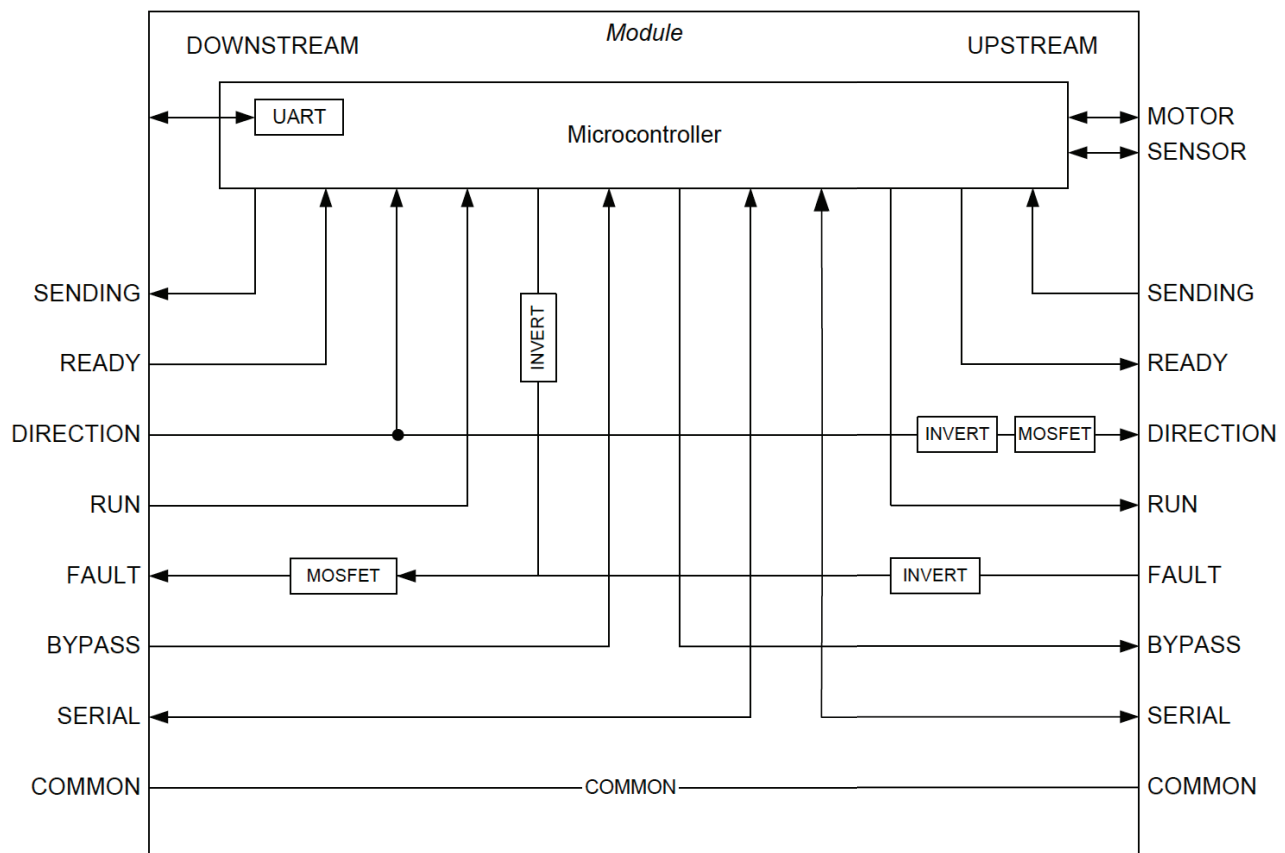 Module
DOWNSTREAM
UPSTREAM
UART
Microcontroller
MOTOR
SENSOR
SENDING
SENDING
INVERT
READY
READY
DIRECTION
INVERT
MOSFET
DIRECTION
RUN
RUN
FAULT
MOSFET
INVERT
FAULT
BYPASS
BYPASS
SERIAL
SERIAL
COMMON
COMMON
COMMON